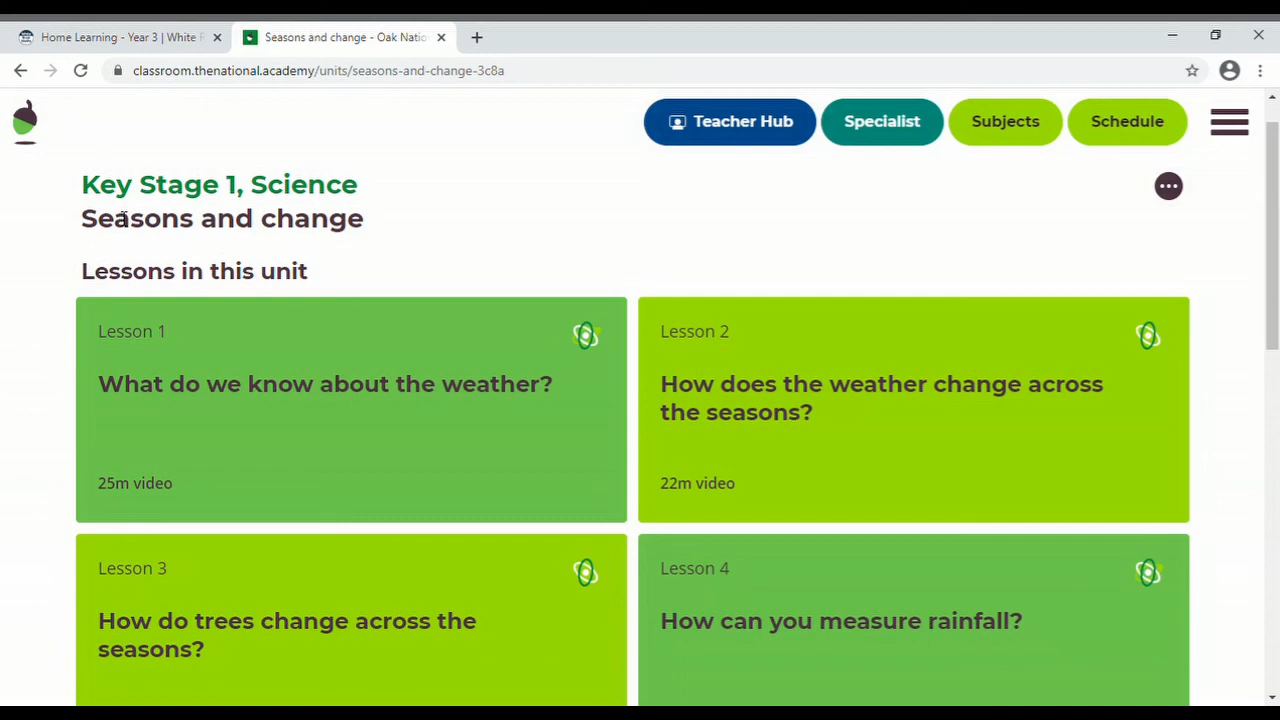 Home Learning - Year 3 | White
Seasons and change - Oak Natio
classroom.thenational.academy/units/seasons-and-change-3c8a
Teacher Hub
Specialist
Subjects
Schedule
Key Stage 1, Science
Seasons and change
Lessons in this unit
Lesson 1
What do we know about the weather?
25m video
Lesson 2
How does the weather change across
the seasons?
22m video
Lesson 3
How do trees change across the
seasons?
Lesson 4
How can you measure rainfall?